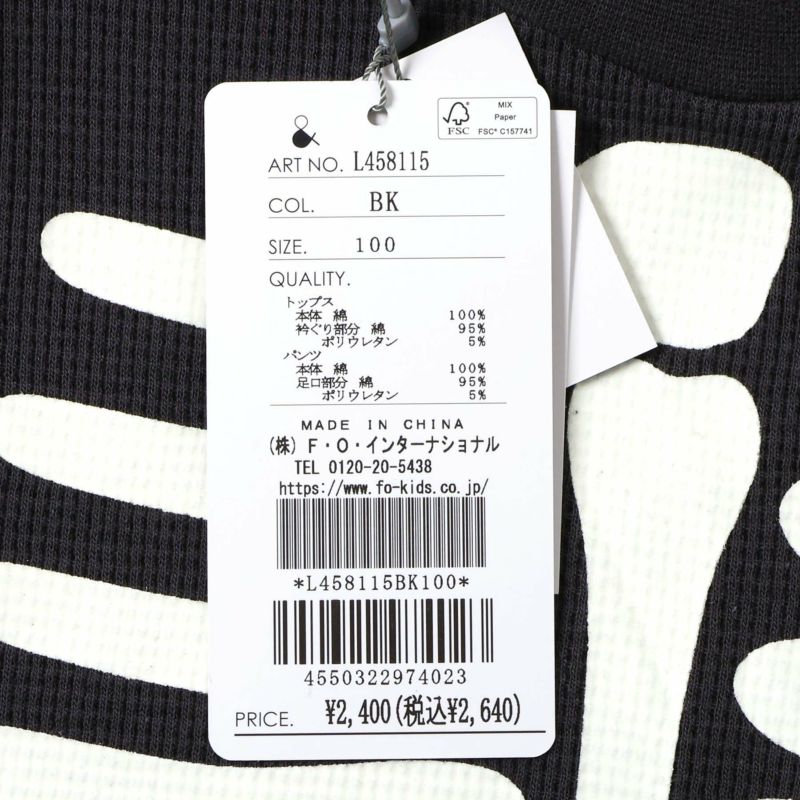 MIX
Paper
FSC
FSC® C157741
&
ART NO. L458115
COL. BK
SIZE. 100
QUALITY.
トップス
本体 綿 100%
衿ぐり部分 綿 95%
ポリウレタン 5%
パンツ
本体 綿 100%
足口部分 綿 95%
ポリウレタン 5%
MADE IN CHINA
(株) F・O・インターナショナル
TEL 0120-20-5438
https://www.fo-kids.co.jp/
*L458115BK100*
4550322974023
PRICE. ¥2,400(税込¥2,640)